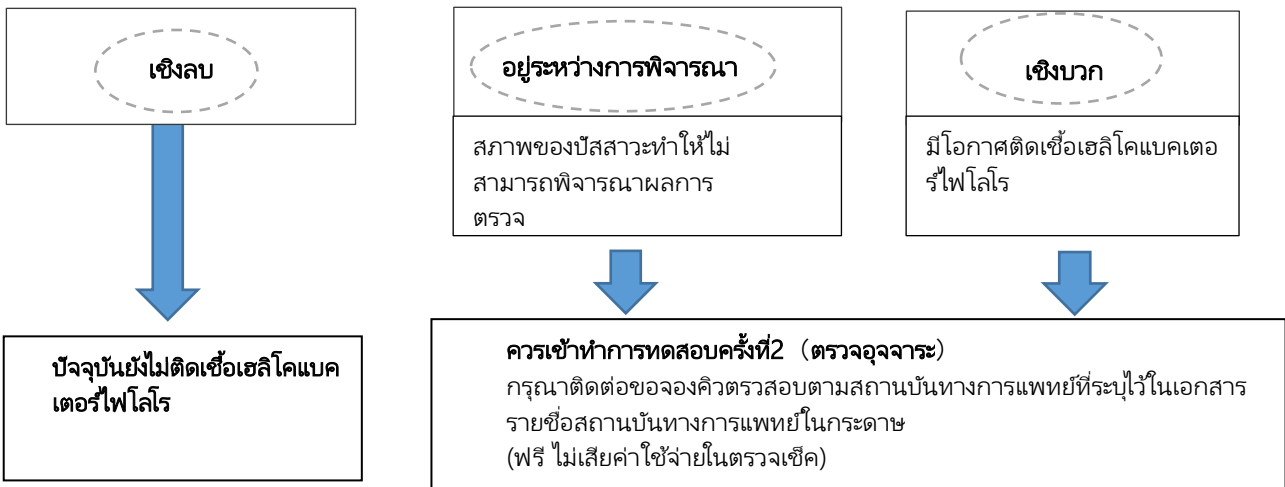 เชิงลบ
อยู่ระหว่างการพิจารณา
เชิงบวก
สภาพของปัสสาวะทำให้ไม่
สามารถพิจารณาผลการ
ตรวจ
มีโอกาศติดเชื้อเฮลิโคแบคเตอ
ร์ไฟโลโร
ปัจจุบันยังไม่ติดเชื้อเฮลิโคแบค
เตอร์ไฟโลโร
ควรเข้าทำการทดสอบครั้งที่2 (ตรวจอุจจาระ)
กรุณาติดต่อขอจองคิวตรวสอบตามสถานบันทางการแพทย์ที่ระบุไว้ในเอกสาร
รายชื่อสถานบันทางการแพทย์ในกระดาษ
(ฟรี ไม่เสียค่าใช้จ่ายในตรวจเช็ค)